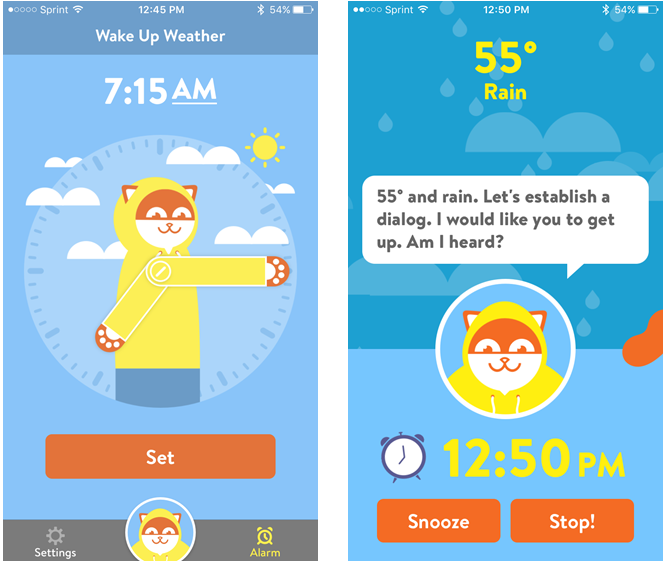 Sprint 12:45 PM 54%
Wake Up Weather
7:15 AM
Set
Settings
Alarm
Sprint 12:50 PM 54%
55°
Rain
55° and rain. Let's establish a
dialog. I would like you to get
up. Am I heard?
12:50 PM
Snooze
Stop!